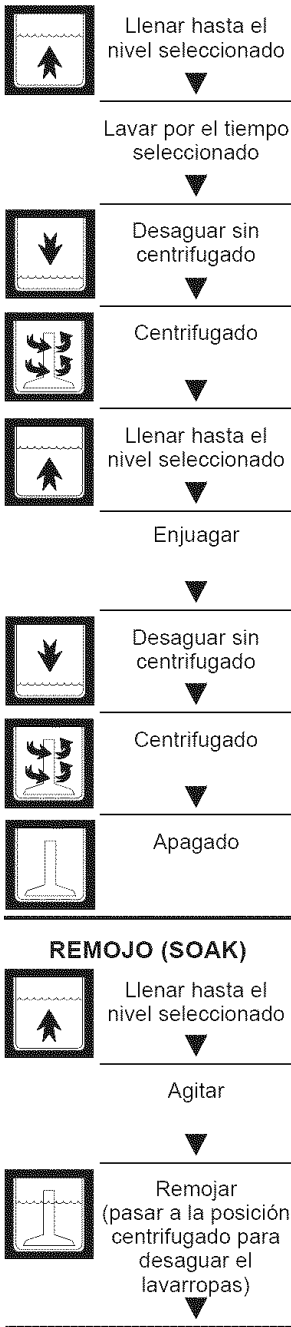 Llenar hasta el
nivel seleccionado
Lavar por el tiempo
seleccionado
Desaguar sin
centrifugado
Centrifugado
Llenar hasta el
nivel seleccionado
Enjuagar
Desaguar sin
centrifugado
Centrifugado
Apagado
REMOJO (SOAK)
Llenar hasta el
nivel seleccionado
Agitar
Remojar
(pasar a la posición
centrifugado para
desaguar el
lavarropas)